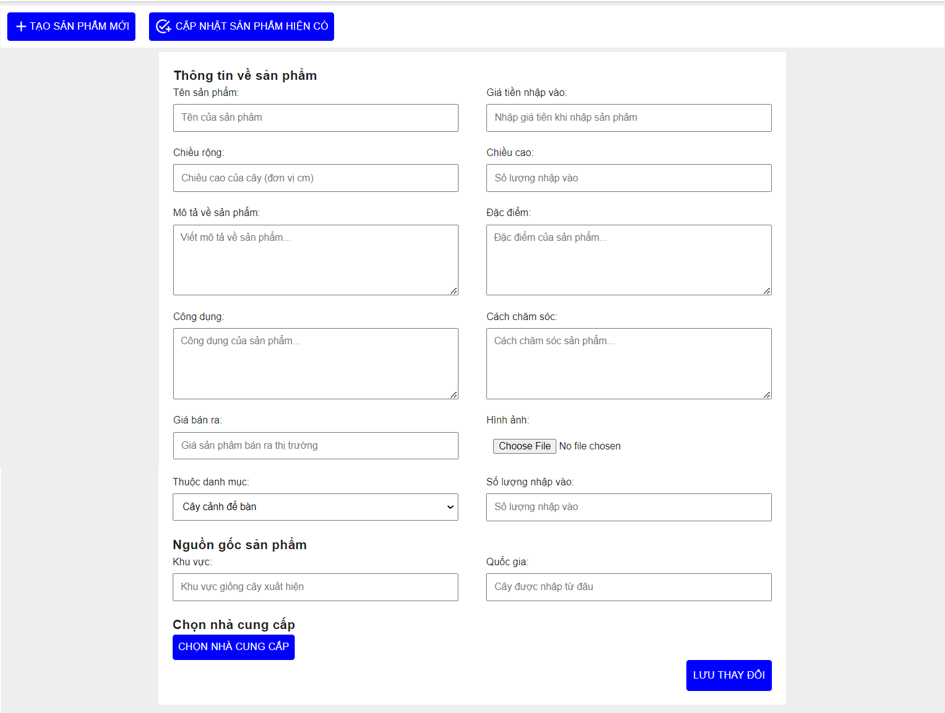 + TẠO SẢN PHẨM MỚI
CẬP NHẬT SẢN PHẨM HIỆN CÓ
Thông tin về sản phẩm
Tên sản phẩm:
Tên của sản phẩm
Giá tiền nhập vào:
Nhập giá tiền khi nhập sản phẩm
Chiều rộng:
Chiều cao của cây (đơn vị cm)
Chiều cao:
Số lượng nhập vào
Mô tả về sản phẩm:
Viết mô tả về sản phẩm...
Đặc điểm:
Đặc điểm của sản phẩm...
Công dụng:
Công dụng của sản phẩm...
Cách chăm sóc:
Cách chăm sóc sản phẩm...
Giá bán ra:
Giá sản phẩm bán ra thị trường
Hình ảnh:
Choose File No file chosen
Thuộc danh mục:
Cây cảnh để bàn
Số lượng nhập vào:
Số lượng nhập vào
Nguồn gốc sản phẩm
Khu vực:
Khu vực giống cây xuất hiện
Quốc gia:
Cây được nhập từ đâu
Chọn nhà cung cấp
CHỌN NHÀ CUNG CẤP
LƯU THAY ĐỔI